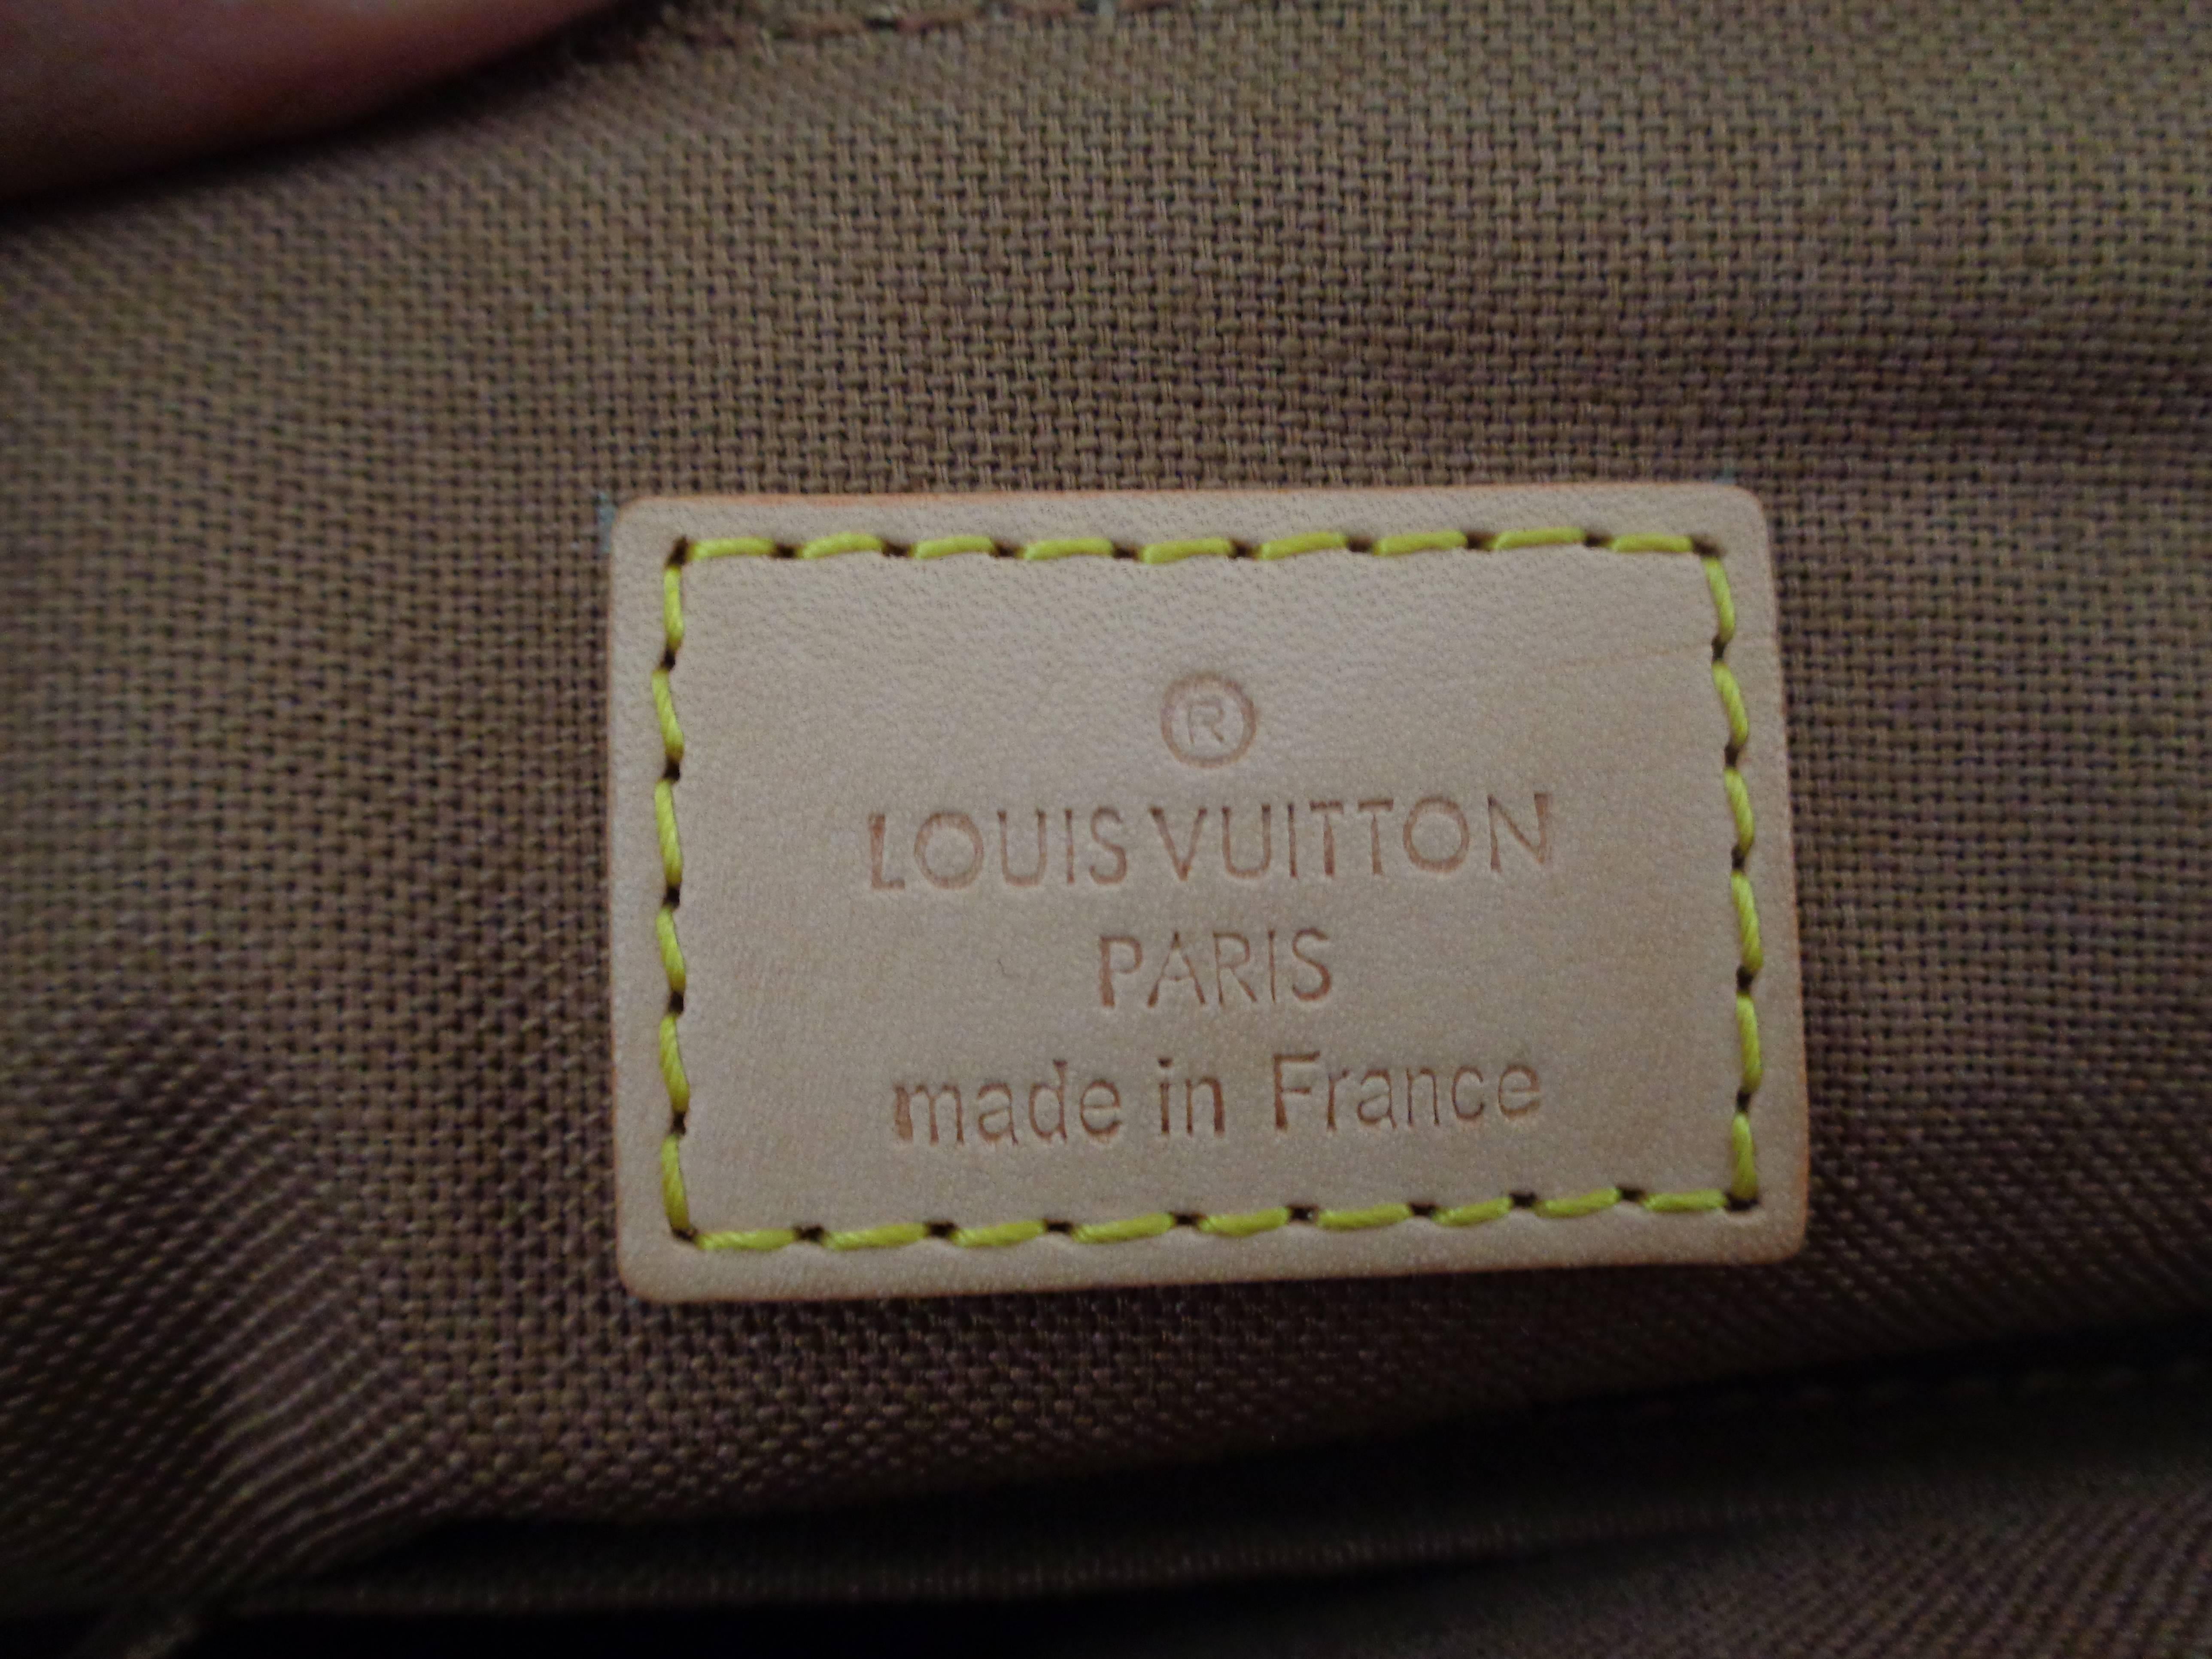 ®
LOUIS VUITTON
PARIS
made in France